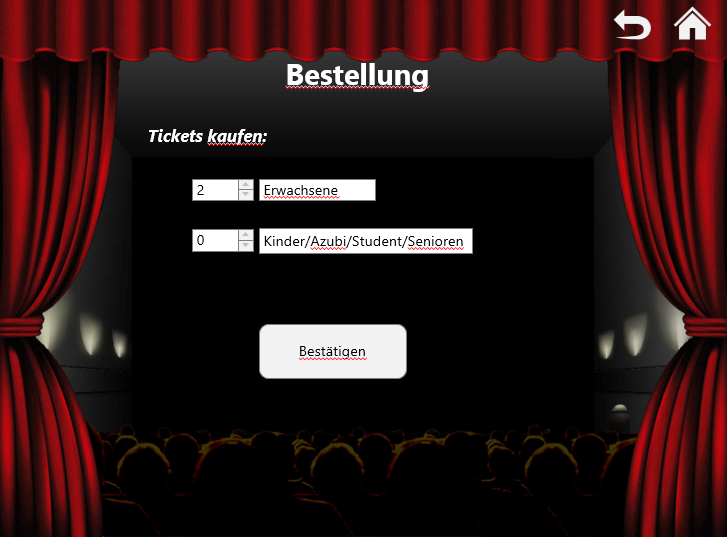 Bestellung
Tickets kaufen:
2 Erwachsene
0 Kinder/Azubi/Student/Senioren
Bestätigen